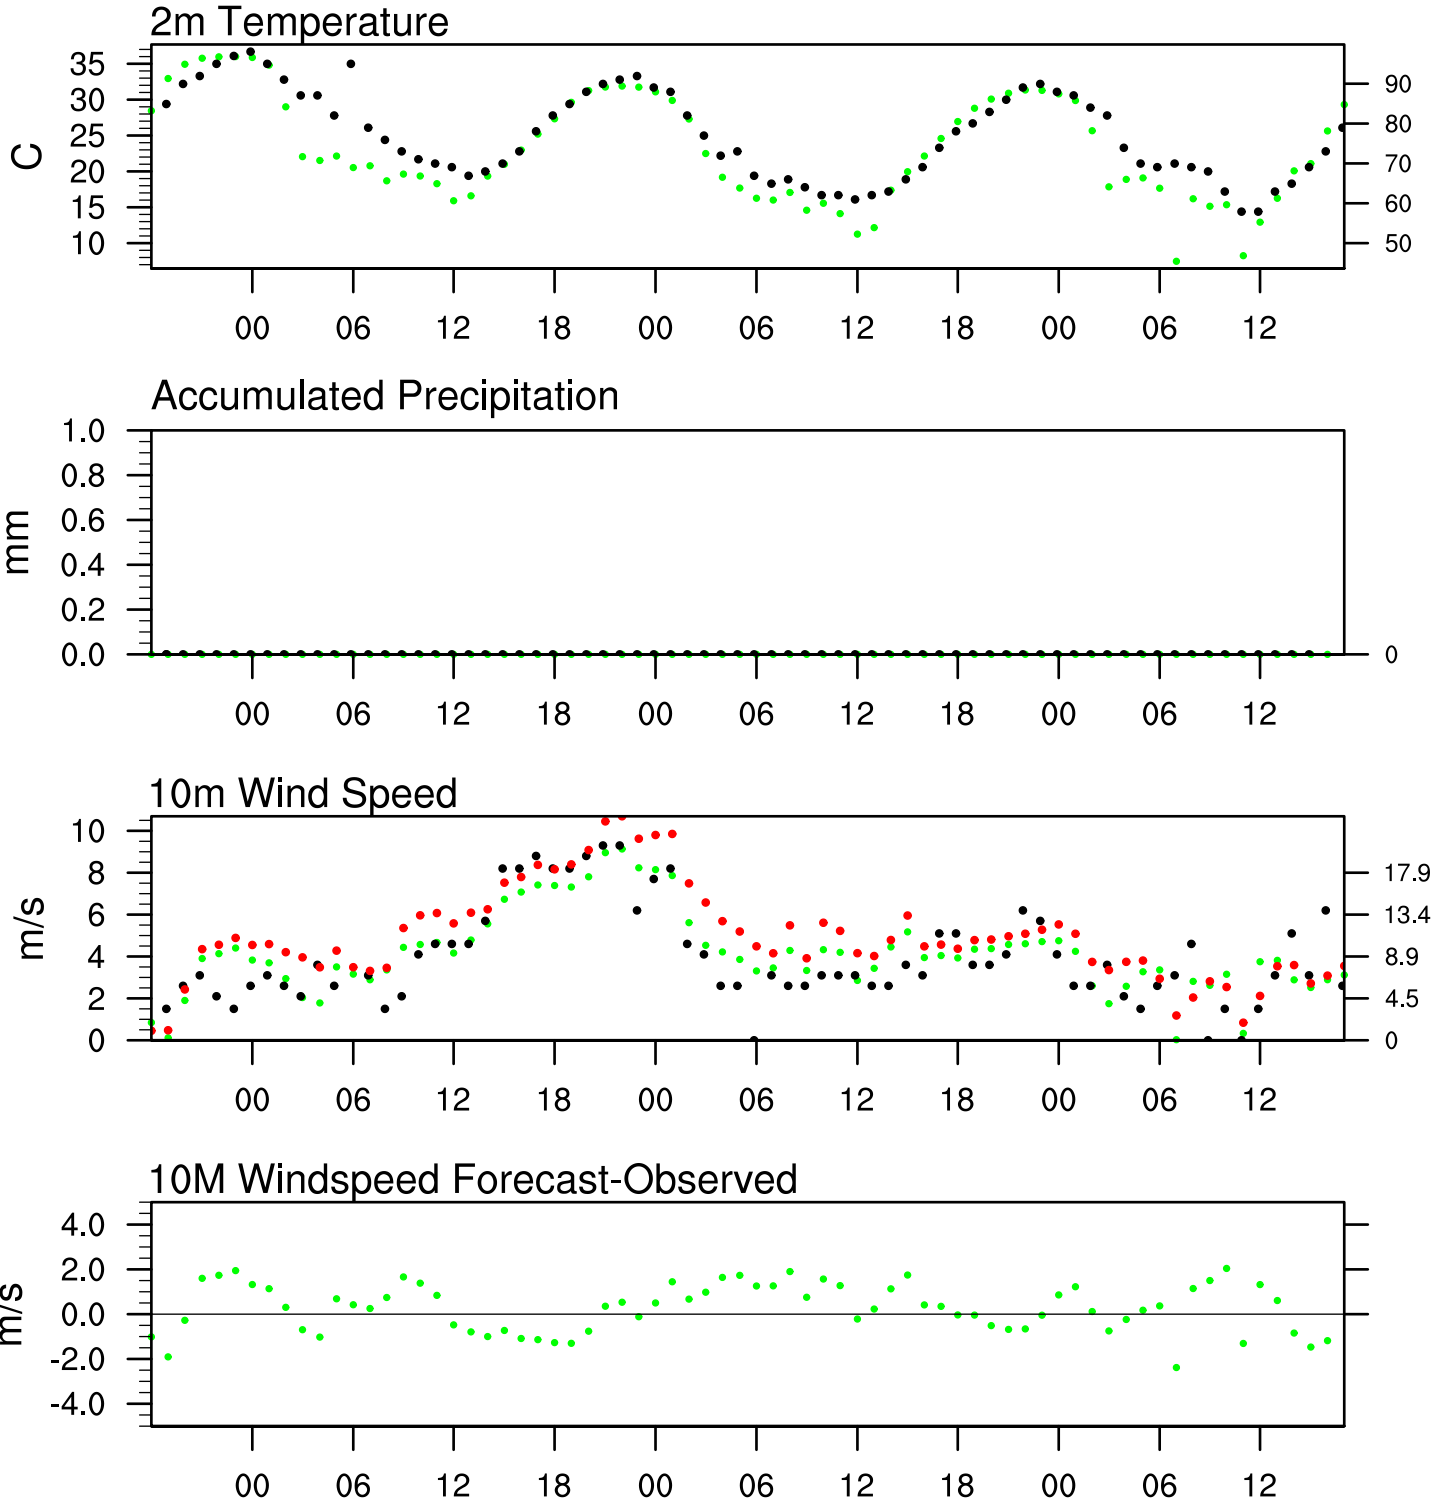 2m Temperature
35
30
25
20
15
10
C
90
80
70
60
50
00 06 12 18 00 06 12 18 00 06 12
Accumulated Precipitation
1.0
0.8
0.6
0.4
0.2
0.0
mm
0
00 06 12 18 00 06 12 18 00 06 12
10m Wind Speed
10
8
6
4
2
0
m/s
17.9
13.4
8.9
4.5
0
00 06 12 18 00 06 12 18 00 06 12
10M Windspeed Forecast-Observed
4.0
2.0
0.0
-2.0
-4.0
m/s
00 06 12 18 00 06 12 18 00 06 12